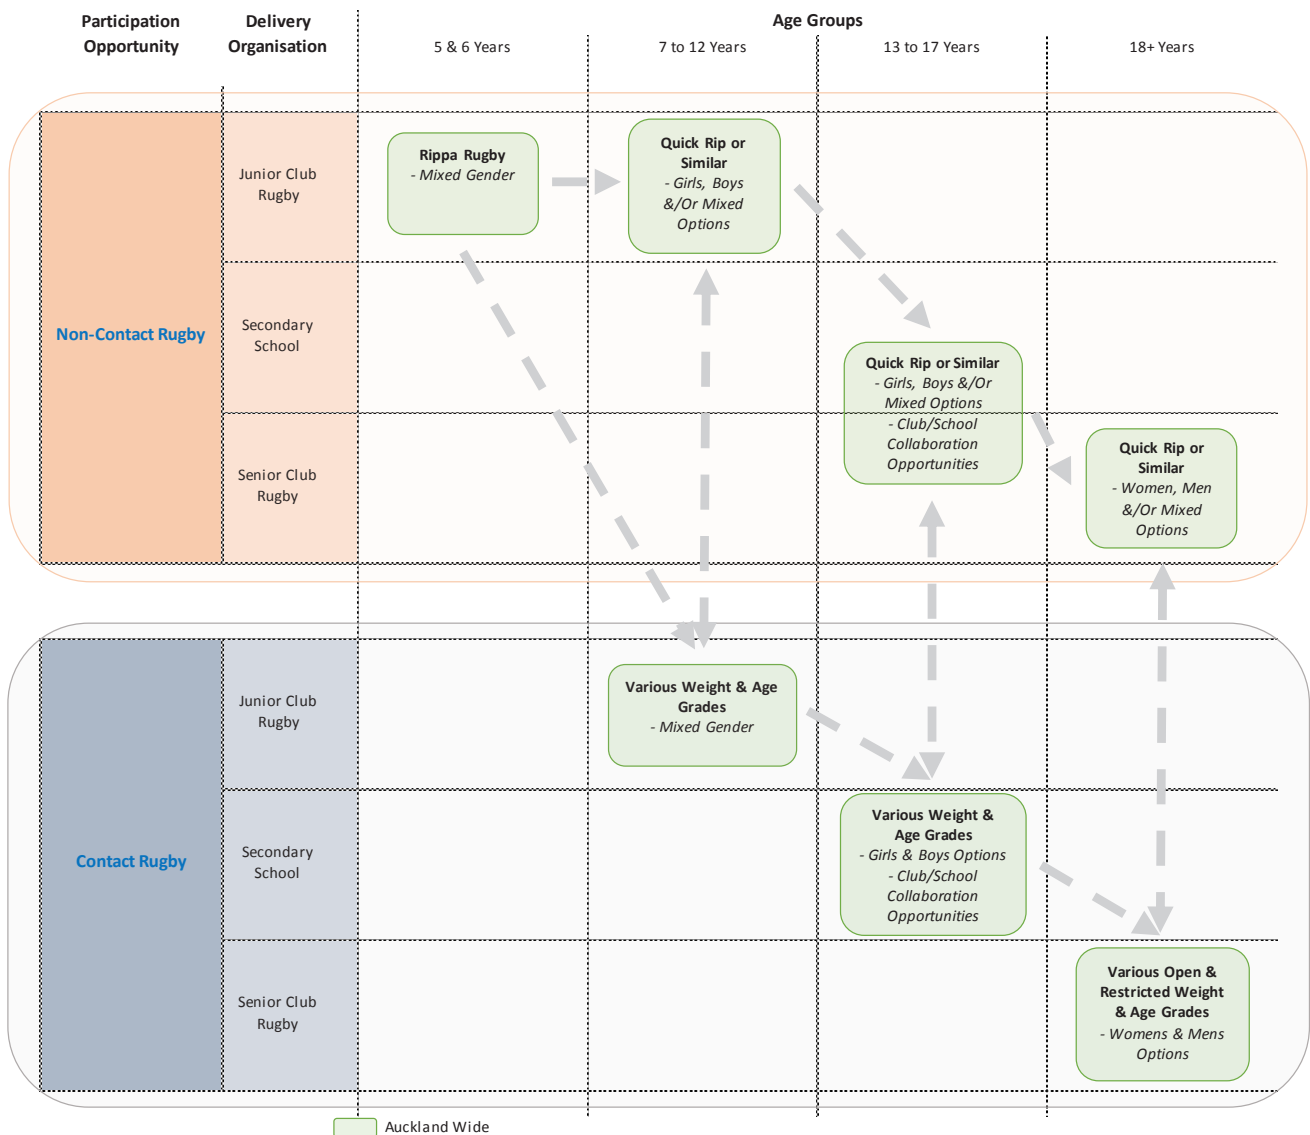 Participation
Opportunity
Delivery
Organisation
Age Groups
5 & 6 Years
7 to 12 Years
13 to 17 Years
18+ Years
Non-Contact Rugby
Junior Club
Rugby
Rippa Rugby
- Mixed Gender
Quick Rip or
Similar
- Girls, Boys
&/Or Mixed
Options
Secondary
School
Quick Rip or Similar
- Girls, Boys &/Or
Mixed Options
- Club/School
Collaboration
Opportunities
Senior Club
Rugby
Quick Rip or
Similar
- Women, Men
&/Or Mixed
Options
Contact Rugby
Junior Club
Rugby
Various Weight & Age
Grades
- Mixed Gender
Secondary
School
Various Weight &
Age Grades
- Girls & Boys Options
- Club/School
Collaboration
Opportunities
Senior Club
Rugby
Various Open &
Restricted Weight
& Age Grades
- Womens & Mens
Options
Auckland Wide